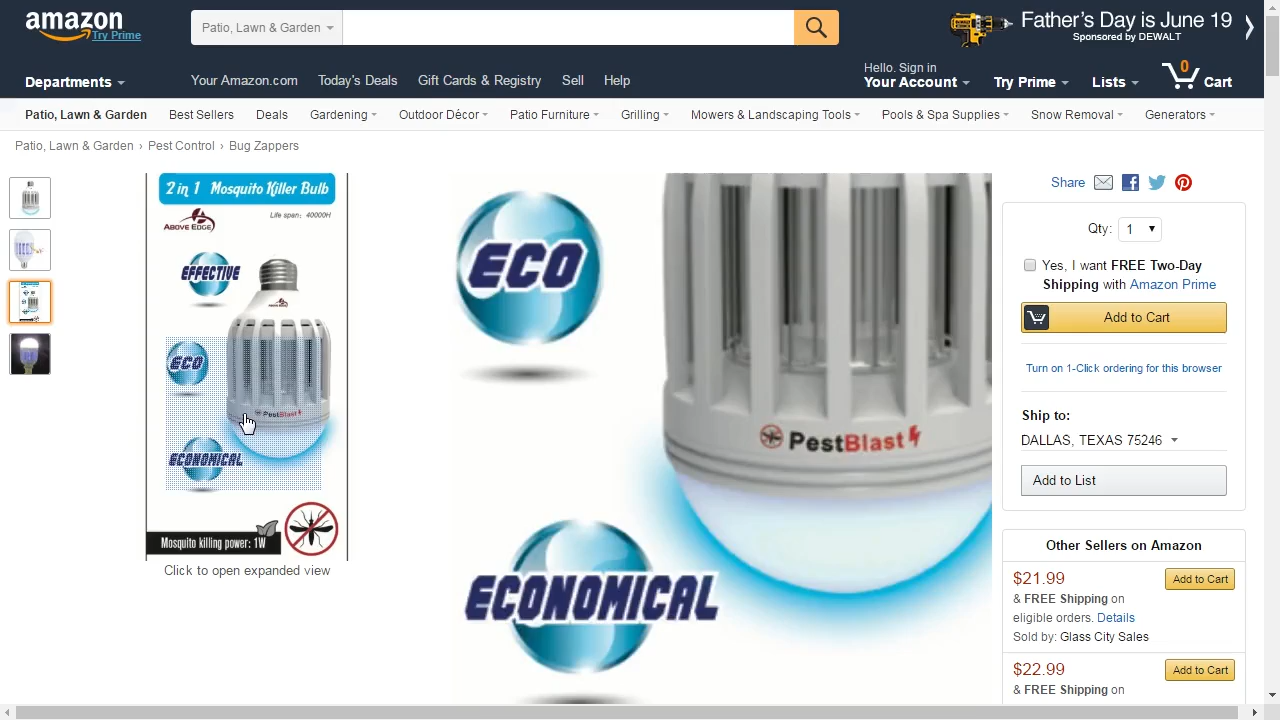 amazon
Try Prime
Patio, Lawn & Garden
Father's Day is June 19
Sponsored by DEWALT
Departments
Your Amazon.com
Today's Deals
Gift Cards & Registry
Sell
Help
Hello. Sign in
Your Account
Try Prime
Lists
0
Cart
Patio, Lawn & Garden
Best Sellers
Deals
Gardening
Outdoor Décor
Patio Furniture
Grilling
Mowers & Landscaping Tools
Pools & Spa Supplies
Snow Removal
Generators
Patio, Lawn & Garden › Pest Control › Bug Zappers
2 in 1 Mosquito Killer Bulb
ABOVE EDGE
Life span: 40000H
EFFECTIVE
ECO
PestBlast
ECONOMICAL
Mosquito killing power: 1W
Click to open expanded view
ECO
PestBlast
ECONOMICAL
Share
Qty: 1
Yes, I want FREE Two-Day
Shipping with Amazon Prime
Add to Cart
Turn on 1-Click ordering for this browser
Ship to:
DALLAS, TEXAS 75246
Add to List
Other Sellers on Amazon
$21.99
Add to Cart
& FREE Shipping on
eligible orders. Details
Sold by: Glass City Sales
$22.99
Add to Cart
& FREE Shipping on